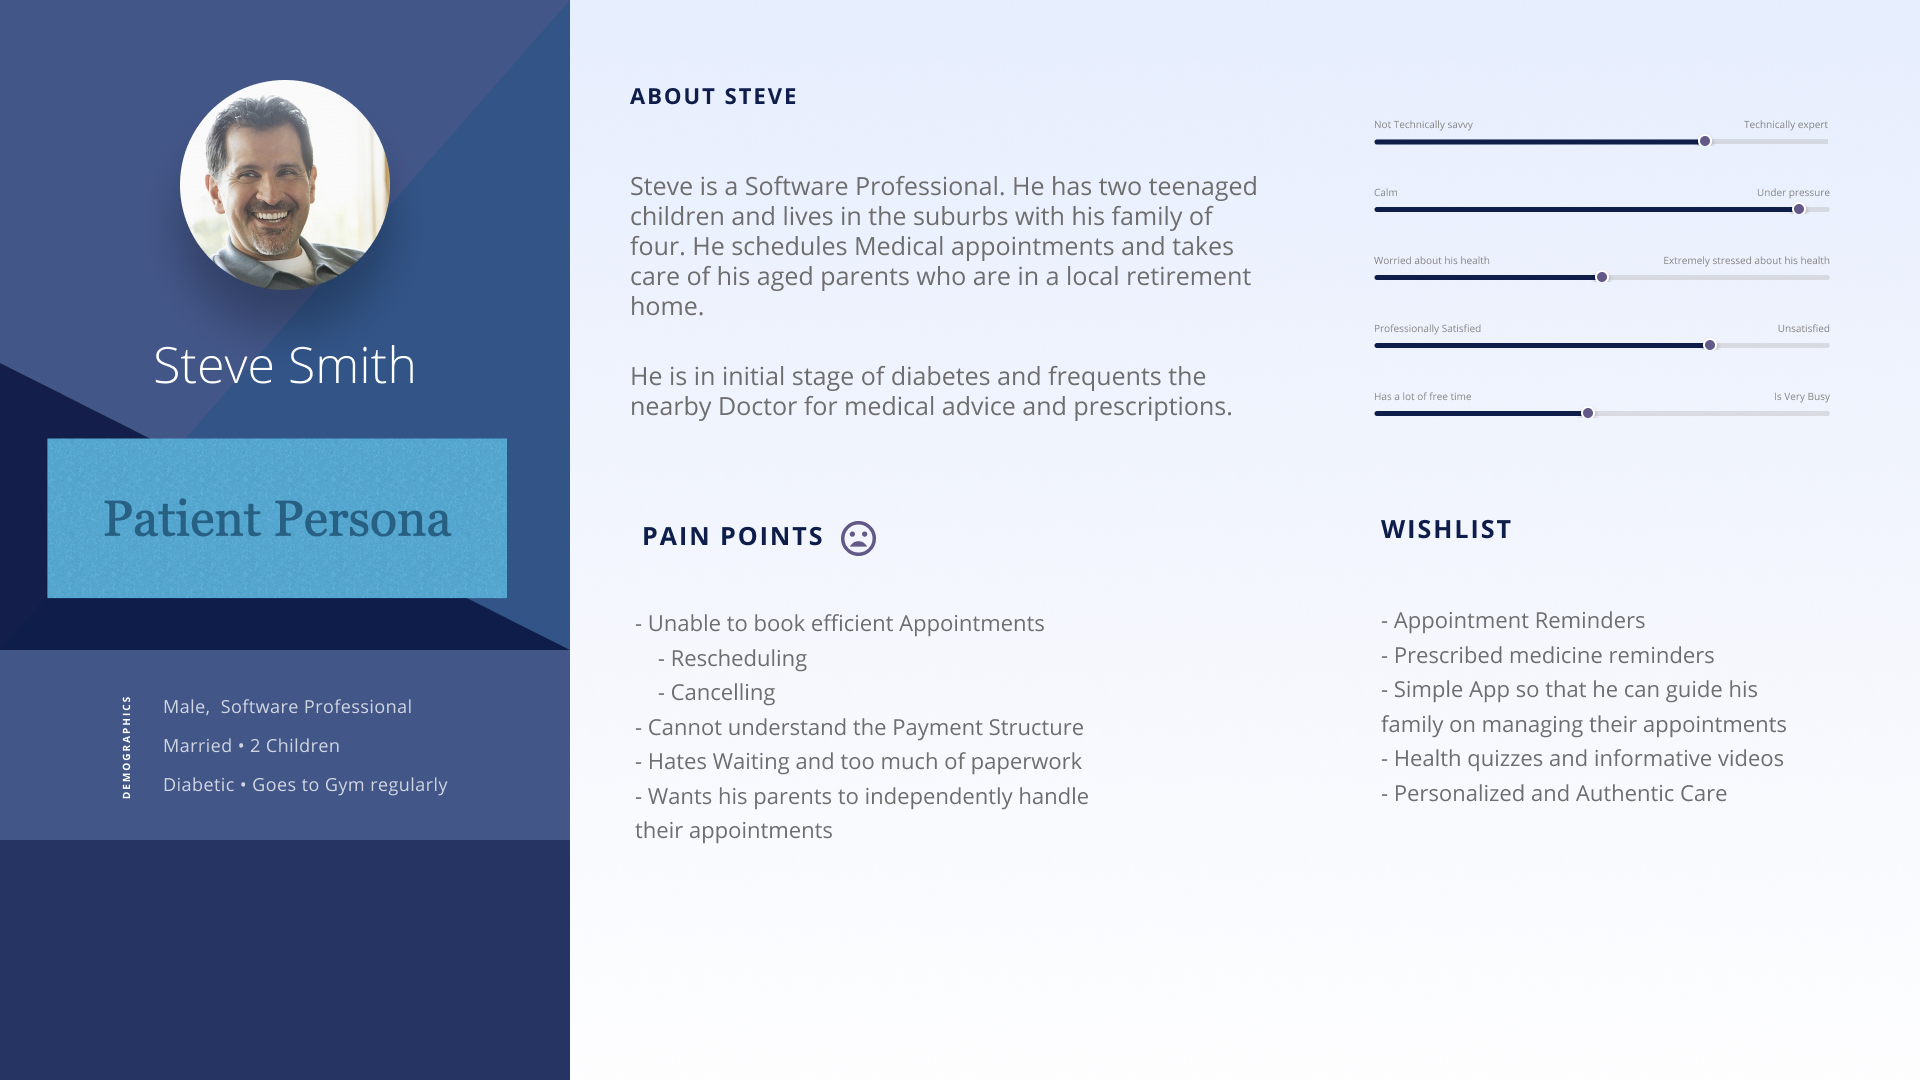 Steve Smith
Patient Persona
DEMOGRAPHICS
Male,  Software Professional
Married • 2 Children
Diabetic • Goes to Gym regularly
ABOUT STEVE
Steve is a Software Professional. He has two teenaged
children and lives in the suburbs with his family of
four. He schedules Medical appointments and takes
care of his aged parents who are in a local retirement
home.
He is in initial stage of diabetes and frequents the
nearby Doctor for medical advice and prescriptions.
Not Technically savvy
Technically expert
Calm
Under pressure
Worried about his health
Extremely stressed about his health
Professionally Satisfied
Unsatisfied
Has a lot of free time
Is Very Busy
PAIN POINTS
- Unable to book efficient Appointments
- Rescheduling
- Cancelling
- Cannot understand the Payment Structure
- Hates Waiting and too much of paperwork
- Wants his parents to independently handle
their appointments
WISHLIST
- Appointment Reminders
- Prescribed medicine reminders
- Simple App so that he can guide his
family on managing their appointments
- Health quizzes and informative videos
- Personalized and Authentic Care